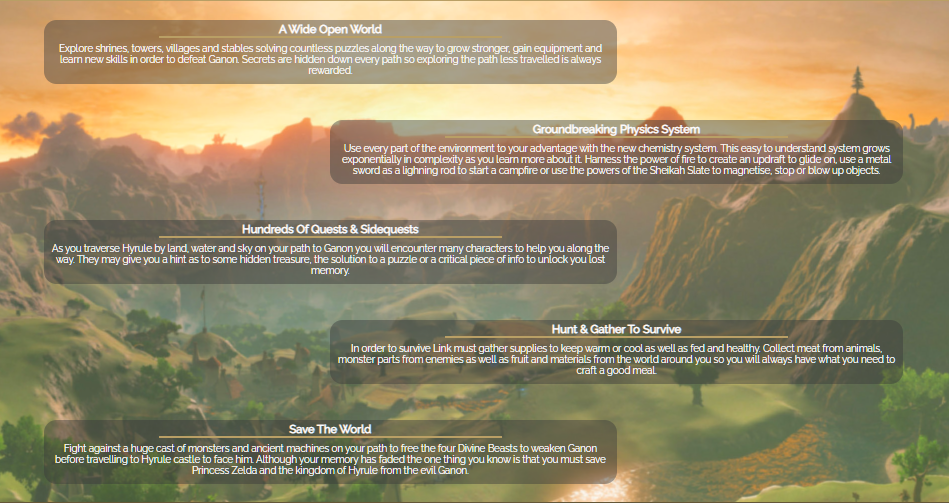 A Wide Open World
Explore shrines, towers, villages and stables solving countless puzzles along the way to grow stronger, gain equipment and
learn new skills in order to defeat Ganon. Secrets are hidden down every path so exploring the path less travelled is always
rewarded.
Groundbreaking Physics System
Use every part of the environment to your advantage with the new chemistry system. This easy to understand system grows
exponentially in complexity as you learn more about it. Harness the power of fire to create an updraft to glide on, use a metal
sword as a lighning rod to start a campfire or use the powers of the Sheikah Slate to magnetise, stop or blow up objects.
Hundreds Of Quests & Sidequests
As you traverse Hyrule by land, water and sky on your path to Ganon you will encounter many characters to help you along the
way. They may give you a hint as to some hidden treasure, the solution to a puzzle or a critical piece of info to unlock you lost
memory.
Hunt & Gather To Survive
In order to survive Link must gather supplies to keep warm or cool as well as fed and healthy. Collect meat from animals,
monster parts from enemies as well as fruit and materials from the world around you so you will always have what you need to
craft a good meal.
Save The World
Fight against a huge cast of monsters and ancient machines on your path to free the four Divine Beasts to weaken Ganon
before travelling to Hyrule castle to face him. Although your memory has faded the one thing you know is that you must save
Princess Zelda and the kingdom of Hyrule from the evil Ganon.